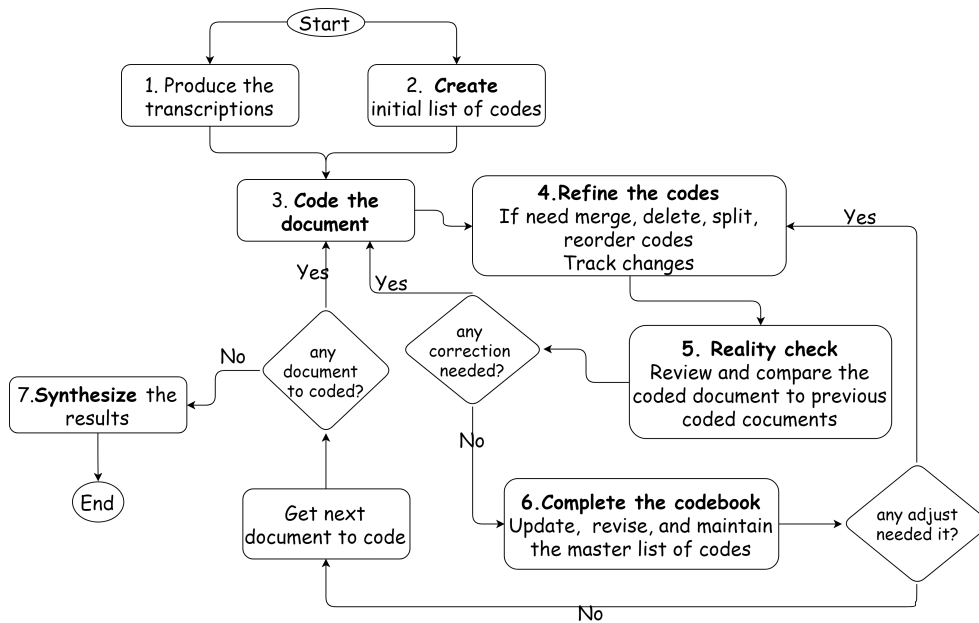 Start
1. Produce the
transcriptions
2. Create
initial list of codes
3. Code the
document
4.Refine the codes
If need merge, delete, split,
reorder codes
Track changes
Yes
Yes
Yes
any
correction
needed?
any
document
to coded?
5. Reality check
Review and compare the
coded document to previous
coded cocuments
No
7.Synthesize the
results
No
End
Get next
document to code
6.Complete the codebook
Update, revise, and maintain
the master list of codes
any adjust
needed it?
No